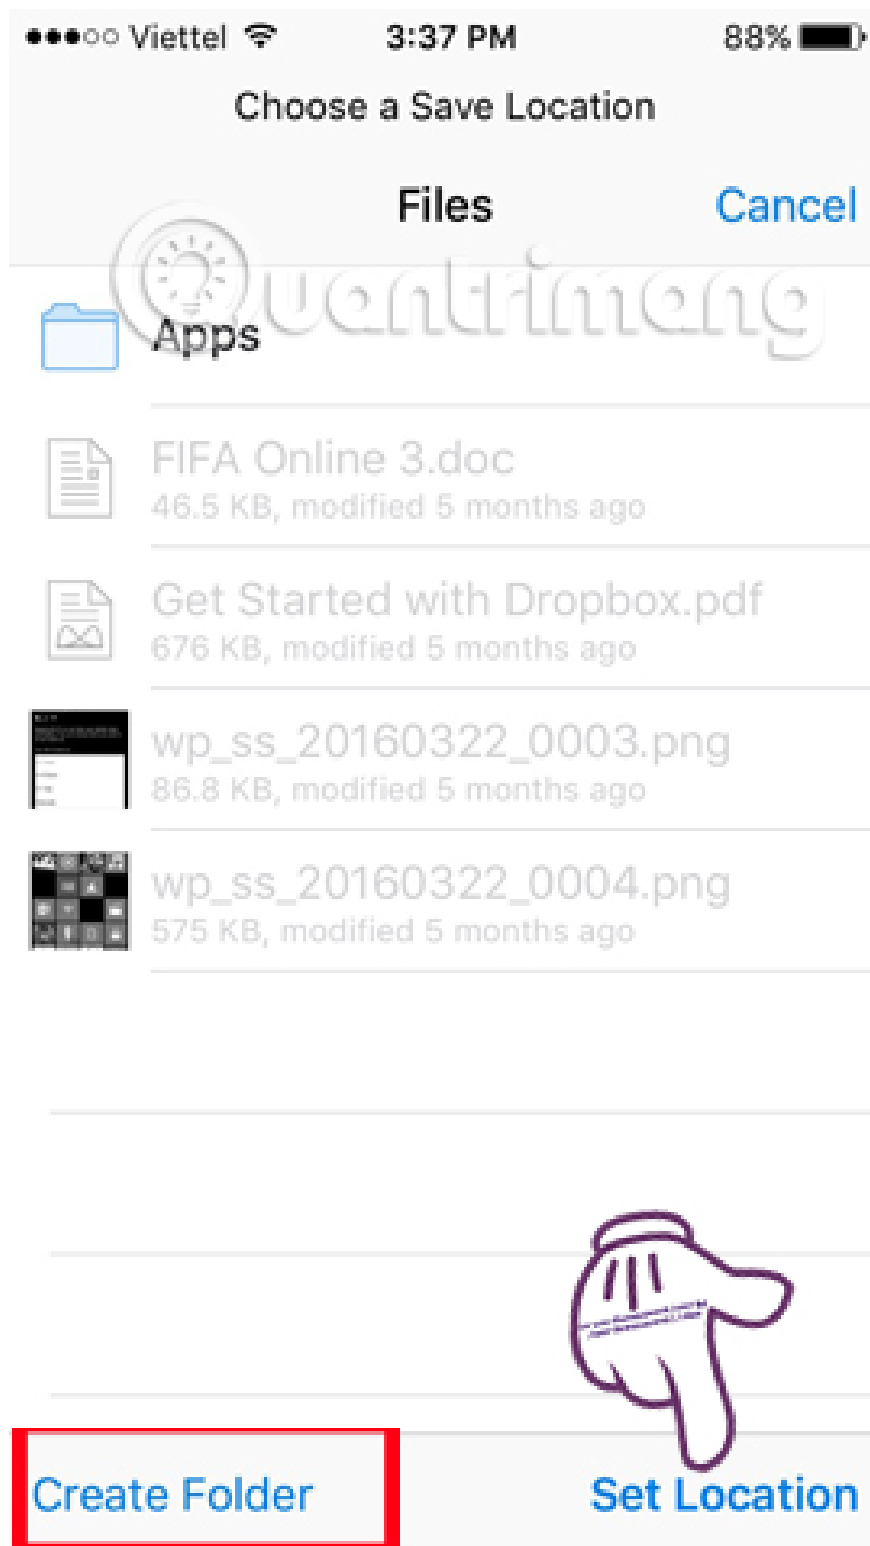 Viettel 3:37 PM 88%
Choose a Save Location
Files Cancel
Quantrimang
Apps
FIFA Online 3.doc
46.5 KB, modified 5 months ago
Get Started with Dropbox.pdf
676 KB, modified 5 months ago
wp_ss_20160322_0003.png
86.8 KB, modified 5 months ago
wp_ss_20160322_0004.png
575 KB, modified 5 months ago
Create Folder Set Location